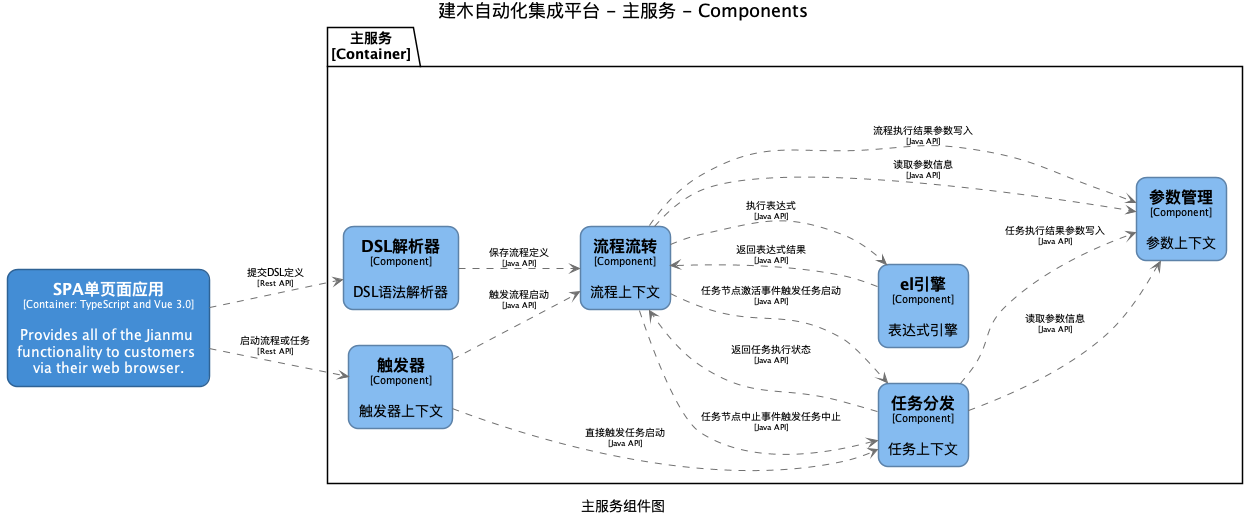 建木自动化集成平台 – 主服务 – Components
主服务
[Container]
SPA单页面应用
[Container: TypeScript and Vue 3.0]
Provides all of the Jianmu
functionality to customers
via their web browser.
提交DSL定义
[Rest API]
启动流程或任务
[Rest API]
DSL解析器
[Component]
DSL语法解析器
触发器
[Component]
触发器上下文
保存流程定义
[Java API]
触发流程启动
[Java API]
直接触发任务启动
[Java API]
流程流转
[Component]
流程上下文
流程执行结果参数写入
[Java API]
读取参数信息
[Java API]
执行表达式
[Java API]
返回表达式结果
[Java API]
任务节点激活事件触发任务启动
[Java API]
返回任务执行状态
[Java API]
任务节点中止事件触发任务中止
[Java API]
el引擎
[Component]
表达式引擎
任务分发
[Component]
任务上下文
任务执行结果参数写入
[Java API]
读取参数信息
[Java API]
参数管理
[Component]
参数上下文
主服务组件图